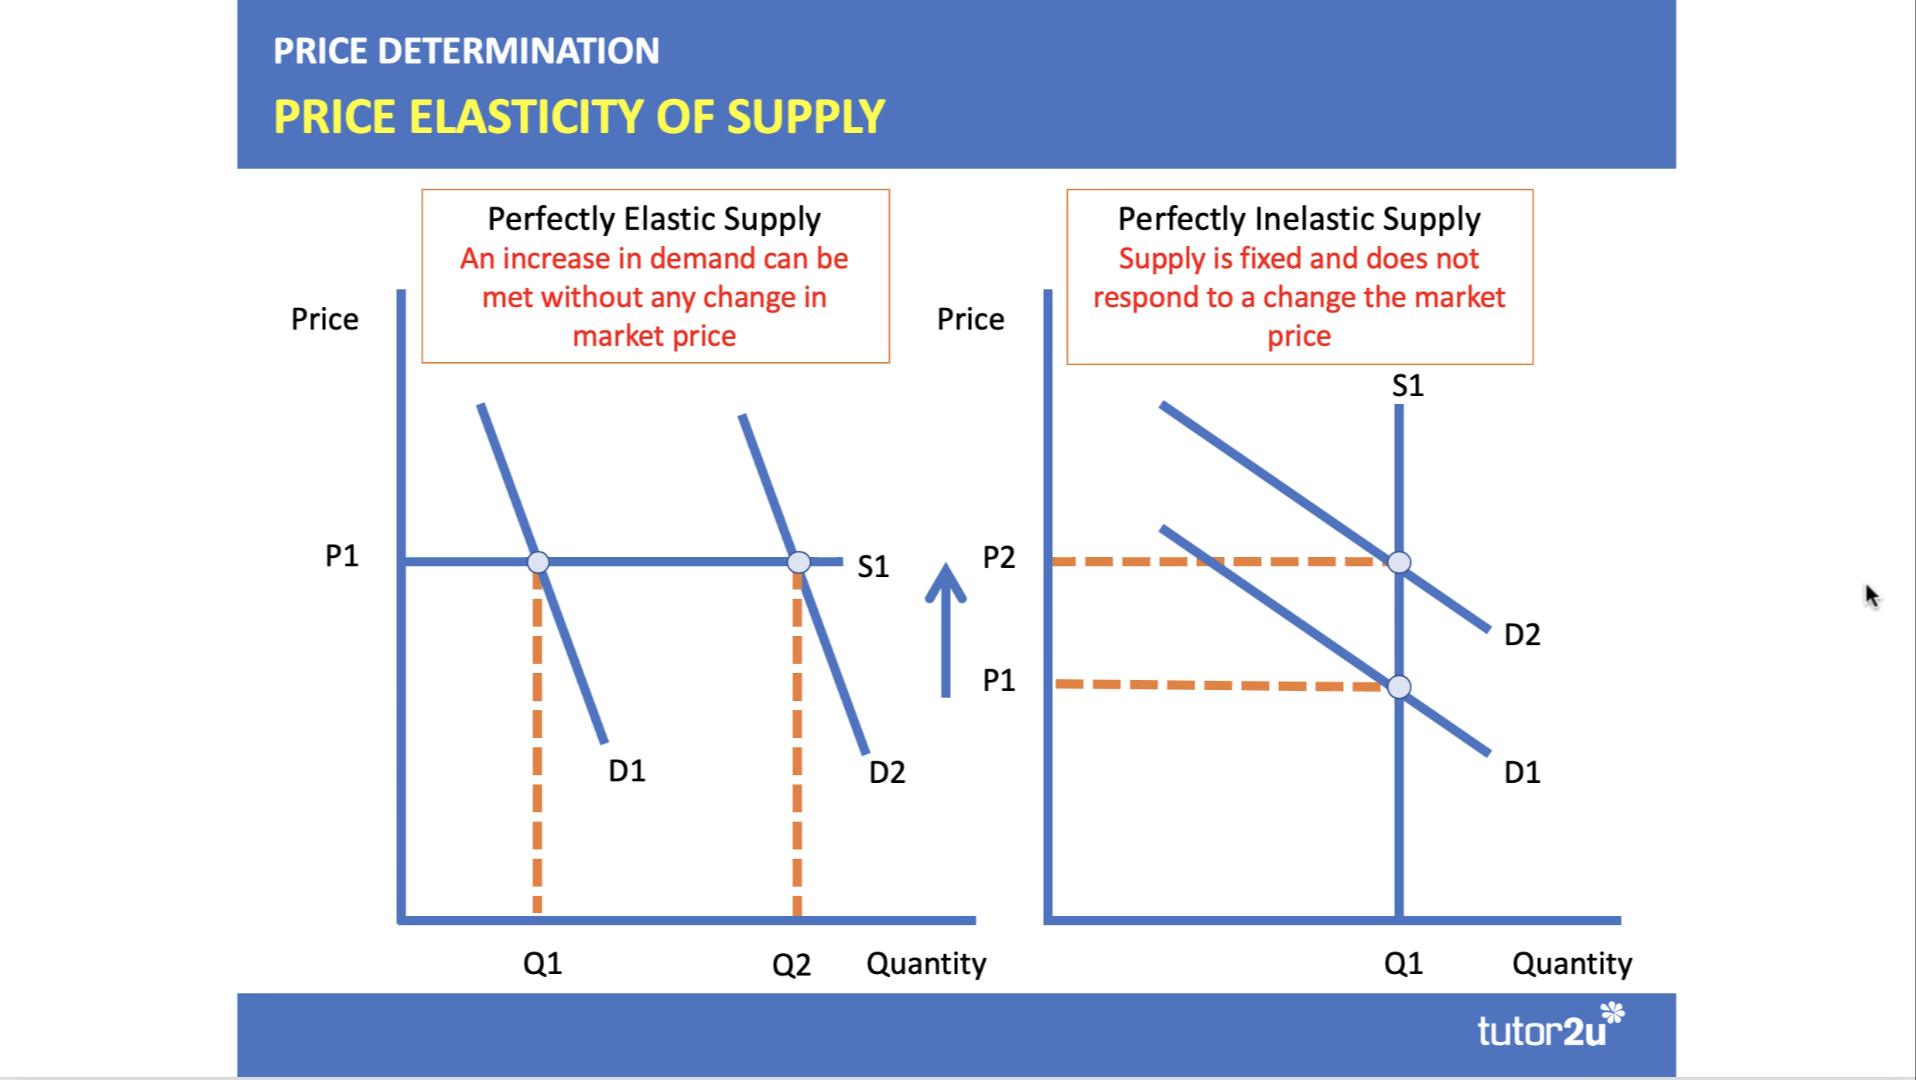 PRICE DETERMINATION
PRICE ELASTICITY OF SUPPLY
Perfectly Elastic Supply
An increase in demand can be
met without any change in
market price
Price
P1
S1
D1
D2
Q1
Q2
Quantity
Perfectly Inelastic Supply
Supply is fixed and does not
respond to a change the market
price
Price
S1
P2
P1
D2
D1
Q1
Quantity
tutor2u